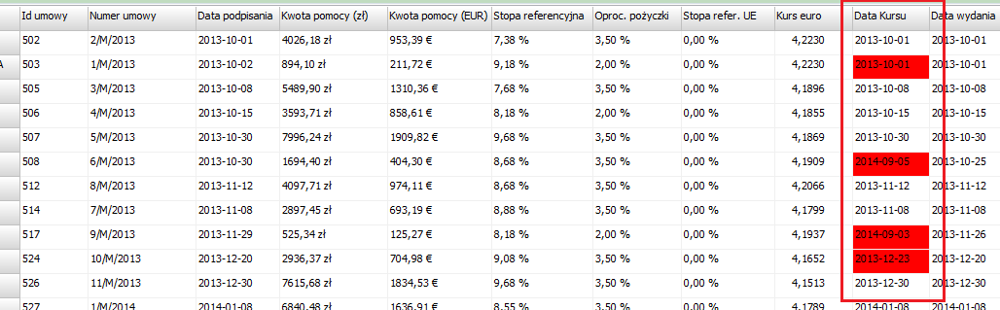 Id umowy Numer umowy Data podpisania Kwota pomocy (zł) Kwota pomocy (EUR) Stopa referencyjna Oproc. pożyczki Stopa refer. UE Kurs euro Data Kursu Data wydania
502 2/M/2013 2013-10-01 4026,18 zł 953,39 € 7,38 % 3,50 % 0,00 % 4,2230 2013-10-01 2013-10-01
A 503 1/M/2013 2013-10-02 894,10 zł 211,72 € 9,18 % 2,00 % 0,00 % 4,2230 2013-10-01 2013-10-01
505 3/M/2013 2013-10-08 5489,90 zł 1310,36 € 7,68 % 3,50 % 0,00 % 4,1896 2013-10-08 2013-10-08
506 4/M/2013 2013-10-15 3593,71 zł 858,61 € 8,18 % 2,00 % 0,00 % 4,1855 2013-10-15 2013-10-15
507 5/M/2013 2013-10-30 7996,24 zł 1909,82 € 9,68 % 3,50 % 0,00 % 4,1869 2013-10-30 2013-10-30
508 6/M/2013 2013-10-30 1694,40 zł 404,30 € 8,68 % 3,50 % 0,00 % 4,1909 2014-09-05 2013-10-25
512 8/M/2013 2013-11-12 4097,71 zł 974,11 € 8,68 % 3,50 % 0,00 % 4,2066 2013-11-12 2013-11-12
514 7/M/2013 2013-11-08 2897,45 zł 693,19 € 8,88 % 3,50 % 0,00 % 4,1799 2013-11-08 2013-11-08
517 9/M/2013 2013-11-29 525,34 zł 125,27 € 8,18 % 2,00 % 0,00 % 4,1937 2014-09-03 2013-11-26
524 10/M/2013 2013-12-20 2936,37 zł 704,98 € 9,08 % 3,50 % 0,00 % 4,1652 2013-12-23 2013-12-20
526 11/M/2013 2013-12-30 7615,68 zł 1834,53 € 9,68 % 3,50 % 0,00 % 4,1513 2013-12-30 2013-12-30
527 1/M/2014 2014-01-08 6840,48 zł 1636,91 € 8,55 % 3,50 % 0,00 % 4,1789 2014-01-08 2014-01-08